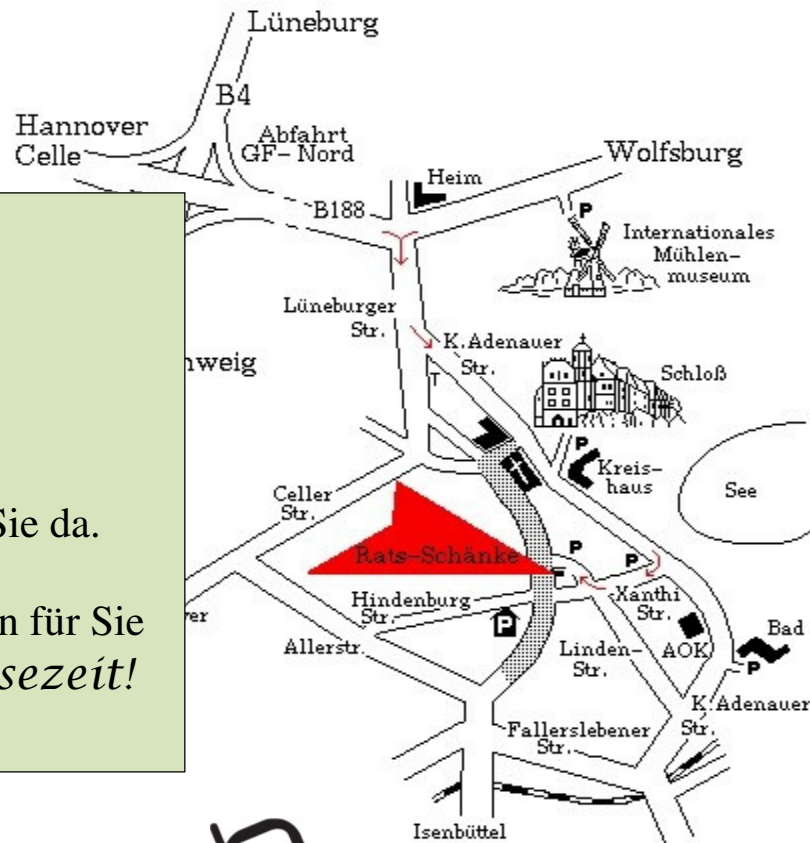 Lüneburg
B4
Hannover
Celle
Abfahrt
GF-Nord
Wolfsburg
Heim
B188
P
Internationales
Mühlen-
museum
Lüneburger
Str.
K.Adenauer
Str.
T
Schloß
hweig
P
Kreis-
haus
See
Celler
Str.
Sie da.
Rats-Schänke
P
P
Hindenburg
Str.
Xanthi
Str.
n für Sie
er
P
Allerstr.
Linden-
Str.
AOK
Bad
P
sezeit!
K.Adenauer
Str.
Fallerslebener
Str.
Isenbüttel